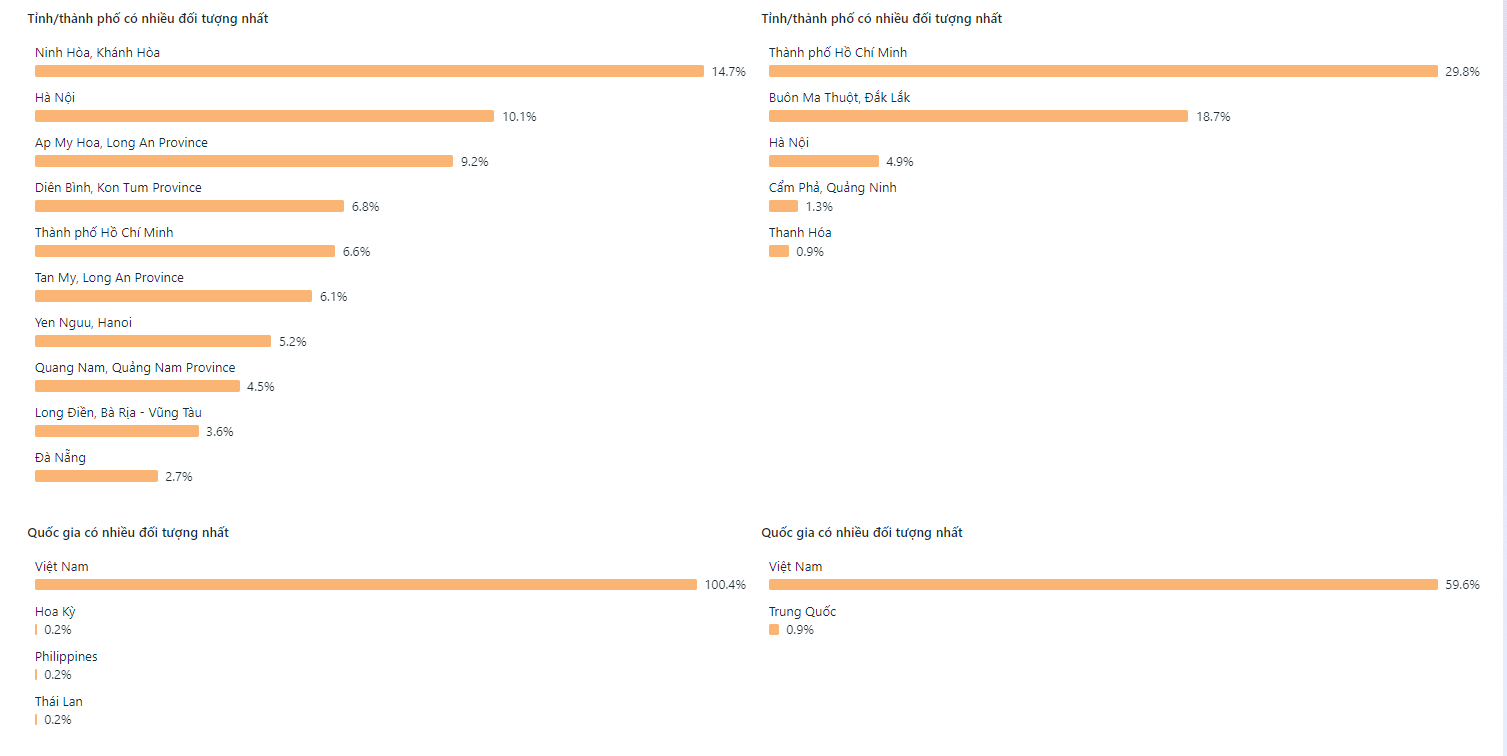 Tỉnh/thành phố có nhiều đối tượng nhất
Ninh Hòa, Khánh Hòa
14.7%
Hà Nội
10.1%
Ap My Hoa, Long An Province
9.2%
Diên Bình, Kon Tum Province
6.8%
Thành phố Hồ Chí Minh
6.6%
Tan My, Long An Province
6.1%
Yen Nguu, Hanoi
5.2%
Quang Nam, Quảng Nam Province
4.5%
Long Điền, Bà Rịa - Vũng Tàu
3.6%
Đà Nẵng
2.7%
Tỉnh/thành phố có nhiều đối tượng nhất
Thành phố Hồ Chí Minh
29.8%
Buôn Ma Thuột, Đắk Lắk
18.7%
Hà Nội
4.9%
Cẩm Phả, Quảng Ninh
1.3%
Thanh Hóa
0.9%
Quốc gia có nhiều đối tượng nhất
Việt Nam
100.4%
Hoa Kỳ
0.2%
Philippines
0.2%
Thái Lan
0.2%
Quốc gia có nhiều đối tượng nhất
Việt Nam
59.6%
Trung Quốc
0.9%